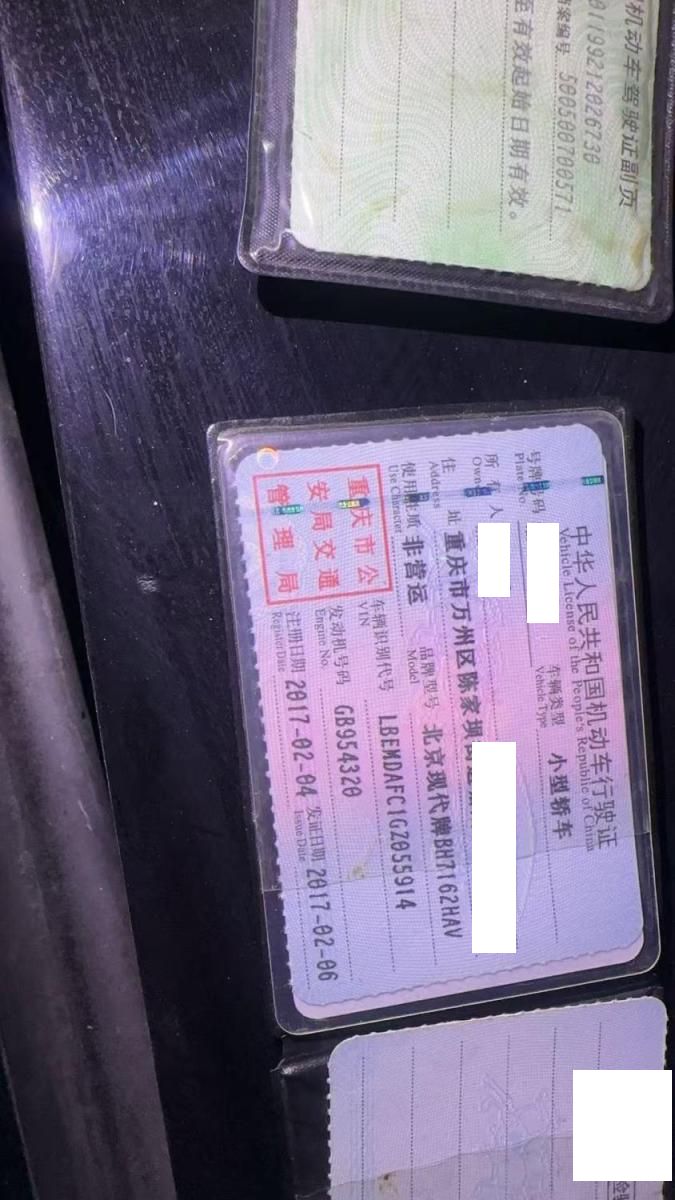 机动车驾驶证副页
01199212026730
档案编号 500500700571
至有效起始日期有效。
中华人民共和国机动车行驶证
Vehicle License of the People's Republic of China
号牌号码
Plate No.
车辆类型 小型轿车
Vehicle Type
所有人
Owner
住址 重庆市万州区陈家坝
Address
使用性质 非营运
Use Character
品牌型号 北京现代牌BH7162HAV
Model
车辆识别代号 LBEMDAFC1GZ055914
VIN
发动机号码 GB954320
Engine No.
注册日期 2017-02-04 发证日期 2017-02-06
Register Date Issue Date
重庆市公
安局交通
管理局